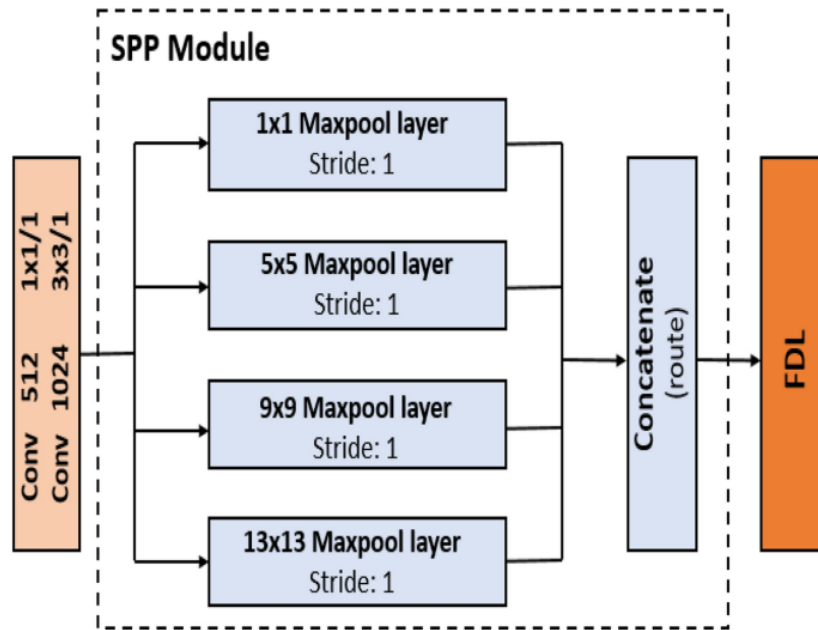 SPP Module
Conv 512 1x1/1
Conv 1024 3x3/1
1x1 Maxpool layer
Stride: 1
5x5 Maxpool layer
Stride: 1
9x9 Maxpool layer
Stride: 1
13x13 Maxpool layer
Stride: 1
Concatenate
(route)
FDL